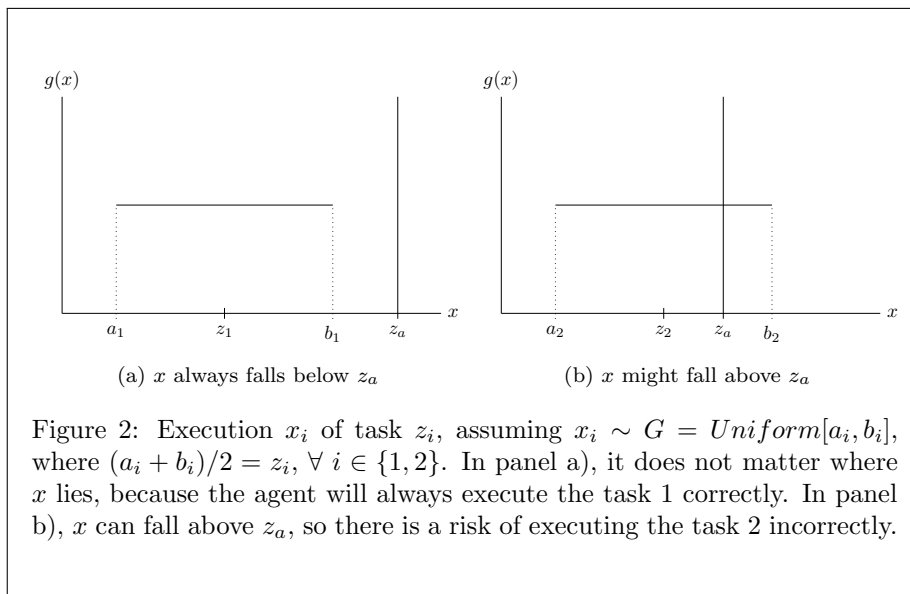 g(x)
a₁
z₁
b₁
zₐ
x
(a) x always falls below zₐ
g(x)
a₂
z₂
zₐ
b₂
x
(b) x might fall above zₐ
Figure 2: Execution xᵢ of task zᵢ, assuming xᵢ ∼ G = Uniform[aᵢ, bᵢ],
where (aᵢ + bᵢ)/2 = zᵢ, ∀ i ∈ {1, 2}. In panel a), it does not matter where
x lies, because the agent will always execute the task 1 correctly. In panel
b), x can fall above zₐ, so there is a risk of executing the task 2 incorrectly.